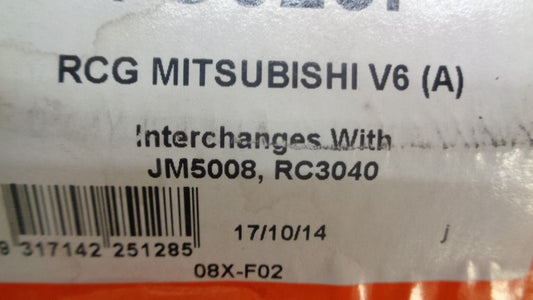 RCG MITSUBISHI V6 (A)
Interchanges With
JM5008, RC3040
9 317142 251285
17/10/14
j
08X-F02